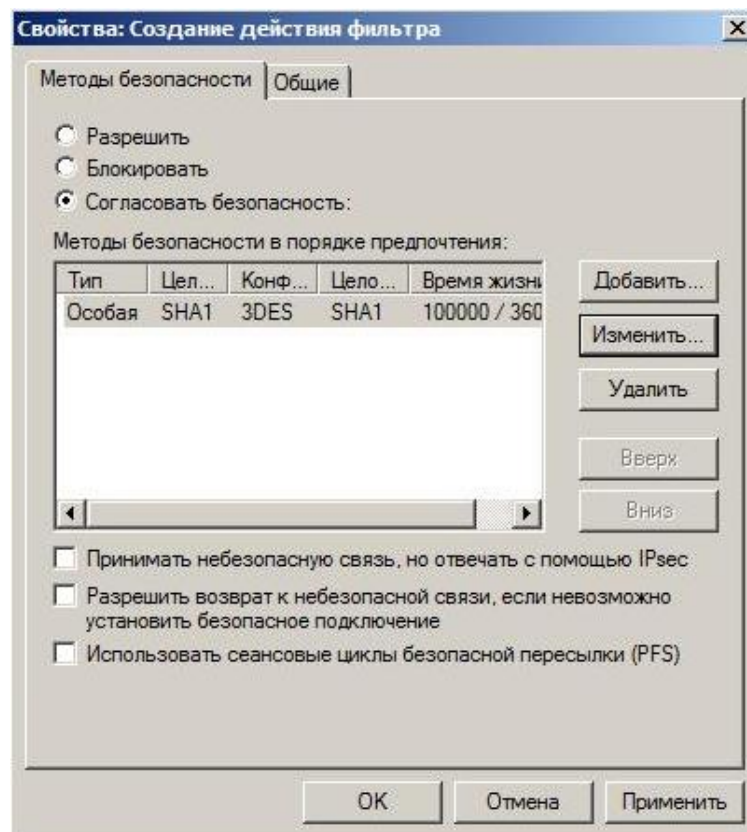 Свойства: Создание действия фильтра
Методы безопасности Общие
Разрешить
Блокировать
Согласовать безопасность:
Методы безопасности в порядке предпочтения:
Тип Цел... Конф... Цело... Время жизни
Особая SHA1 3DES SHA1 100000 / 360
Добавить...
Изменить...
Удалить
Вверх
Вниз
Принимать небезопасную связь, но отвечать с помощью IPsec
Разрешить возврат к небезопасной связи, если невозможно
установить безопасное подключение
Использовать сеансовые циклы безопасной пересылки (PFS)
OK Отмена Применить